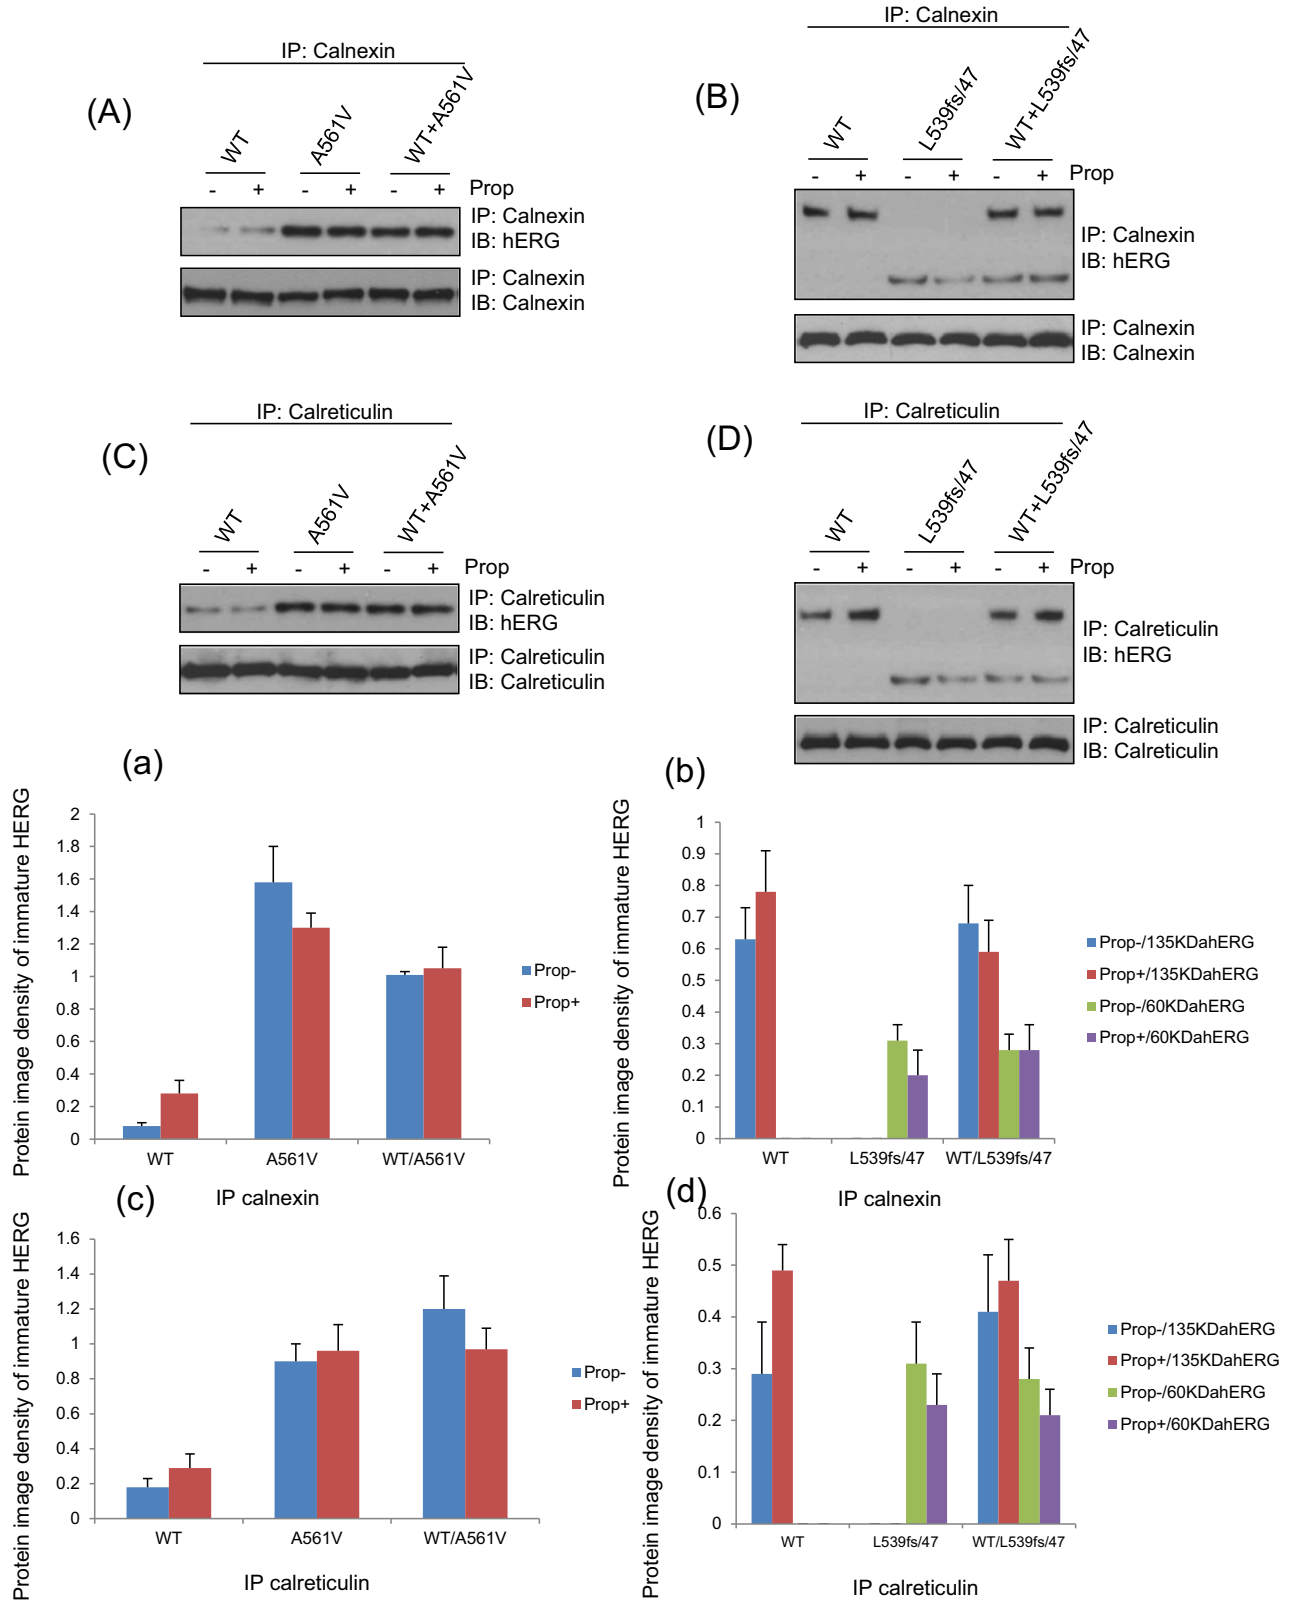 IP: Calnexin
(A)
WT
A561V
WT+A561V
- + - + - + Prop
IP: Calnexin
IB: hERG
IP: Calnexin
IB: Calnexin
IP: Calnexin
(B)
WT
L539fs/47
WT+L539fs/47
- + - + - + Prop
IP: Calnexin
IB: hERG
IP: Calnexin
IB: Calnexin
IP: Calreticulin
(C)
WT
A561V
WT+A561V
- + - + - + Prop
IP: Calreticulin
IB: hERG
IP: Calreticulin
IB: Calreticulin
IP: Calreticulin
(D)
WT
L539fs/47
WT+L539fs/47
- + - + - + Prop
IP: Calreticulin
IB: hERG
IP: Calreticulin
IB: Calreticulin
(a)
Protein image density of immature HERG
2
1.8
1.6
1.4
1.2
1
0.8
0.6
0.4
0.2
0
WT A561V WT/A561V
IP calnexin
Prop-
Prop+
(b)
Protein image density of immature HERG
1
0.9
0.8
0.7
0.6
0.5
0.4
0.3
0.2
0.1
0
WT L539fs/47 WT/L539fs/47
IP calnexin
Prop-/135KDahERG
Prop+/135KDahERG
Prop-/60KDahERG
Prop+/60KDahERG
(c)
Protein image density of immature HERG
1.6
1.4
1.2
1
0.8
0.6
0.4
0.2
0
WT A561V WT/A561V
IP calreticulin
Prop-
Prop+
(d)
Protein image density of immature HERG
0.6
0.5
0.4
0.3
0.2
0.1
0
WT L539fs/47 WT/L539fs/47
IP calreticulin
Prop-/135KDahERG
Prop+/135KDahERG
Prop-/60KDahERG
Prop+/60KDahERG